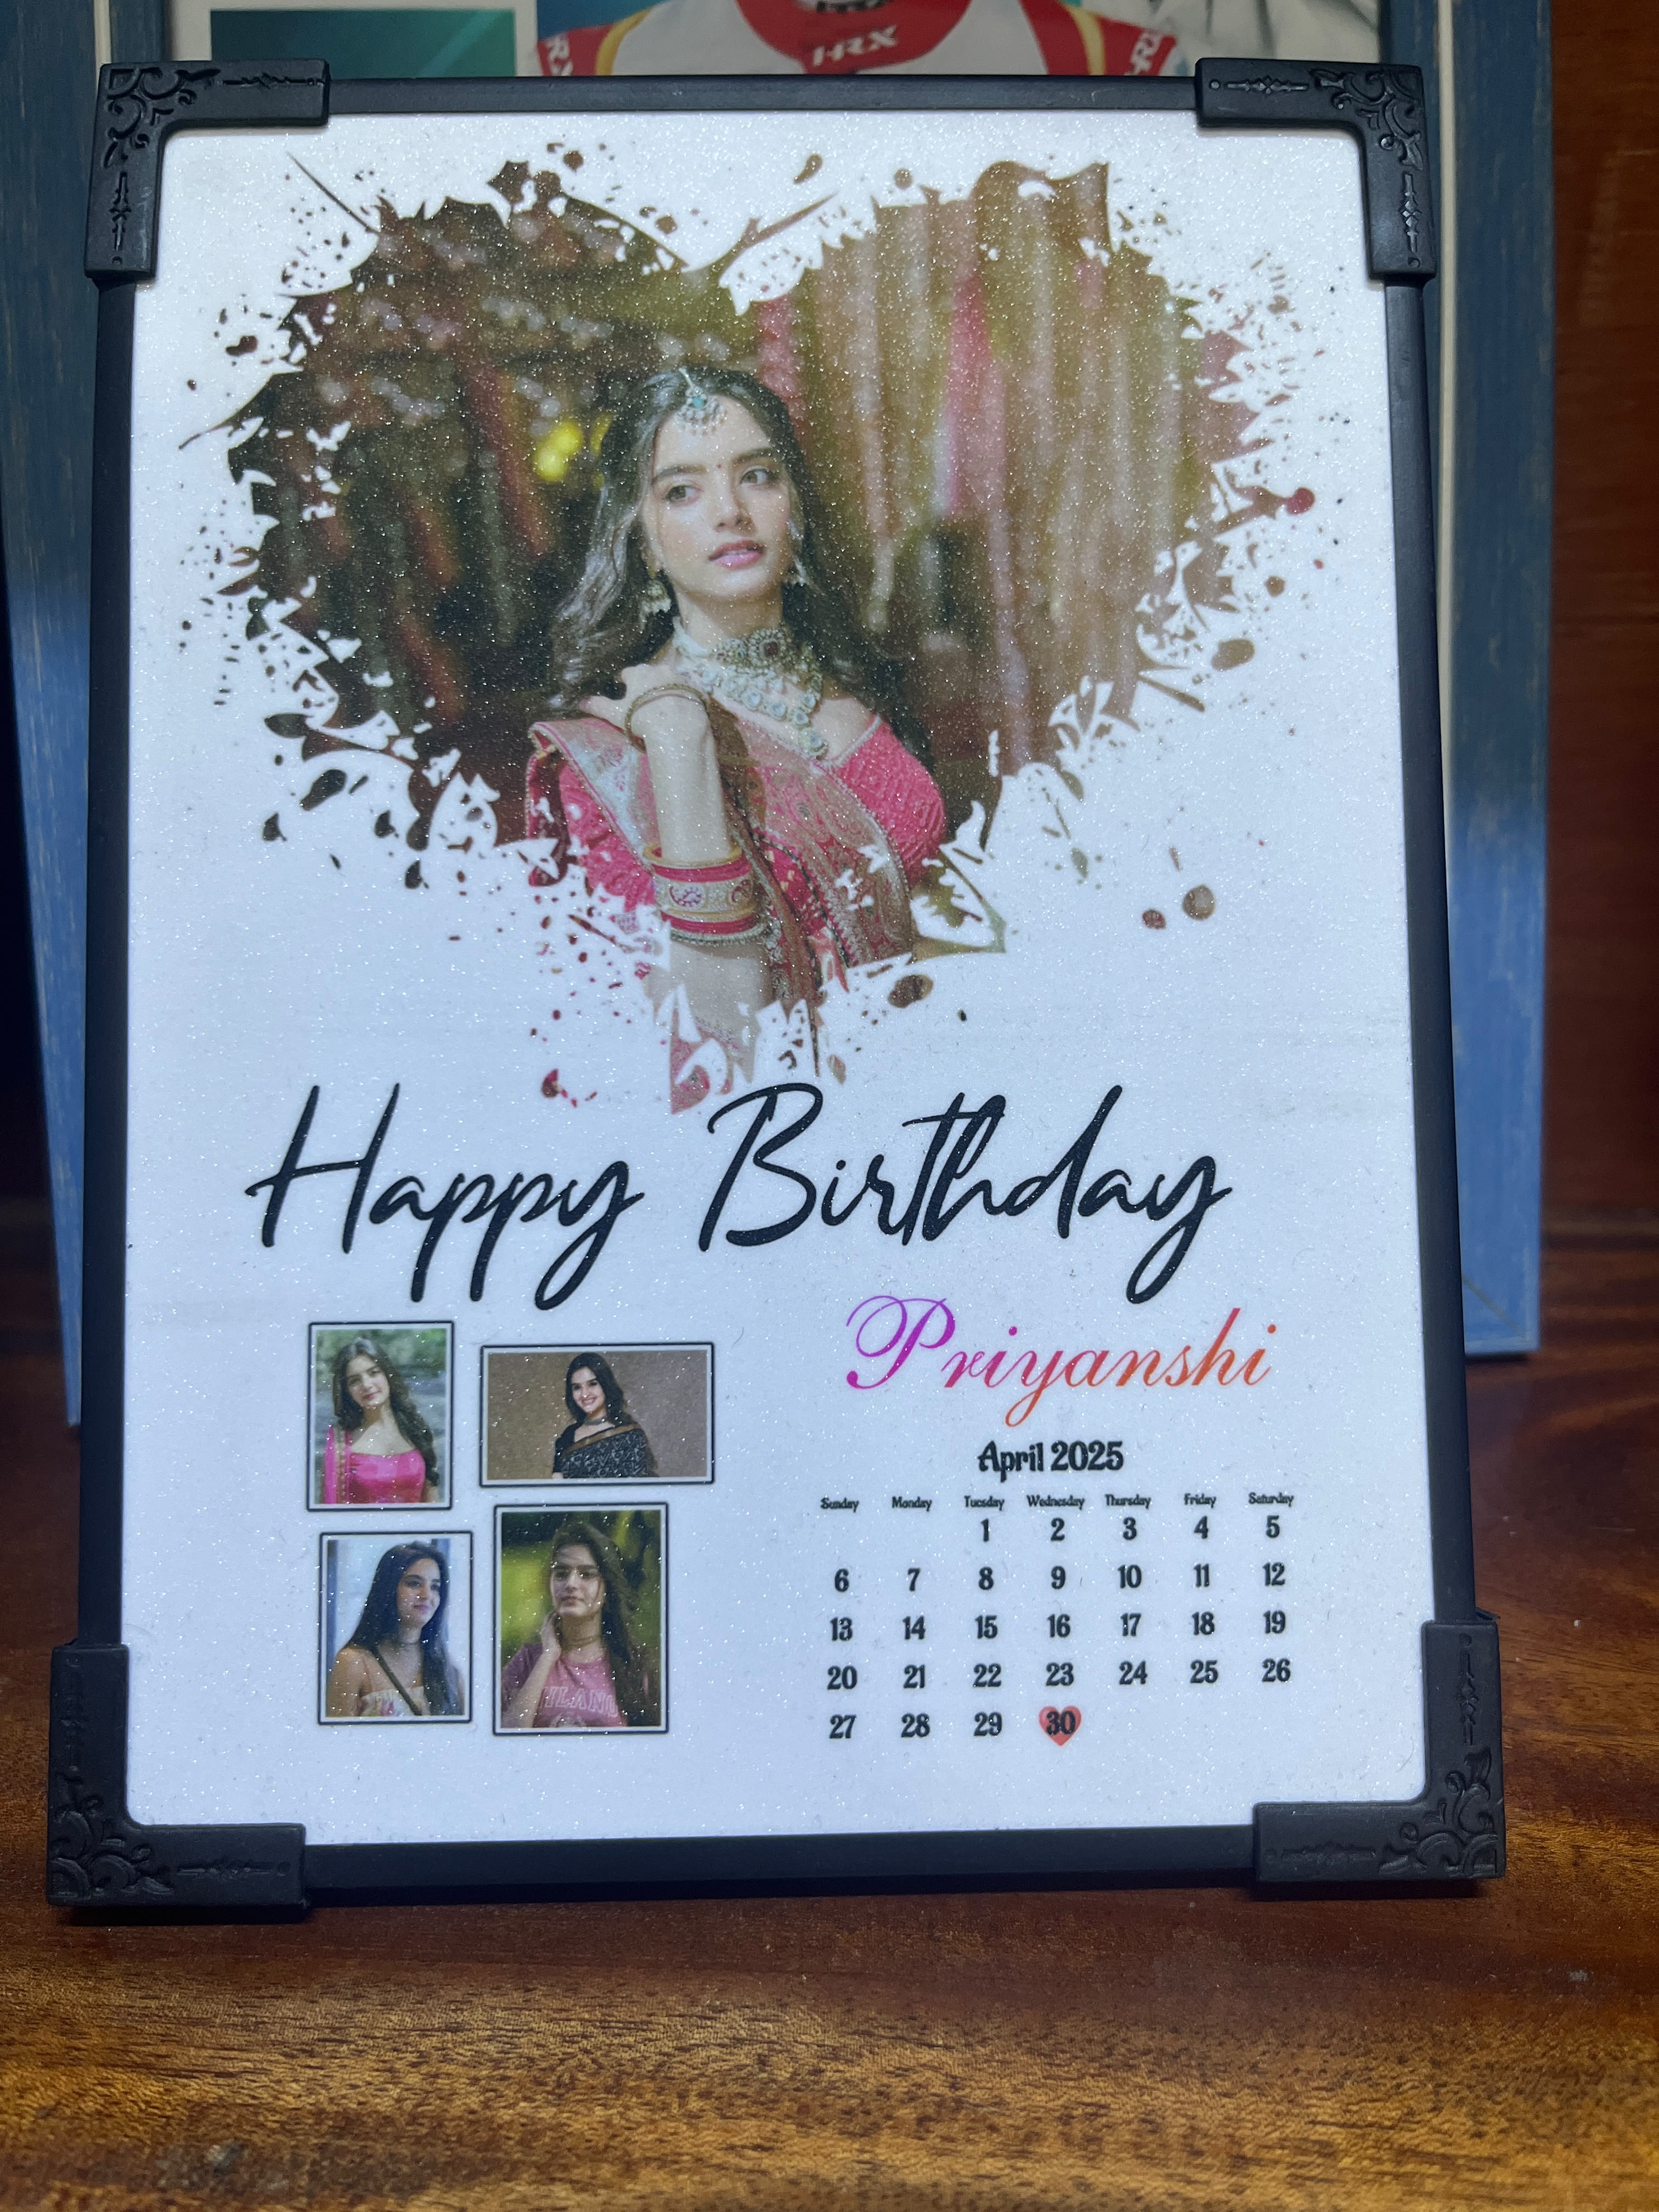 HRX
Happy Birthday
Priyanshi
April 2025
Sunday Monday Tuesday Wednesday Thursday Friday Saturday
1 2 3 4 5
6 7 8 9 10 11 12
13 14 15 16 17 18 19
20 21 22 23 24 25 26
27 28 29 30